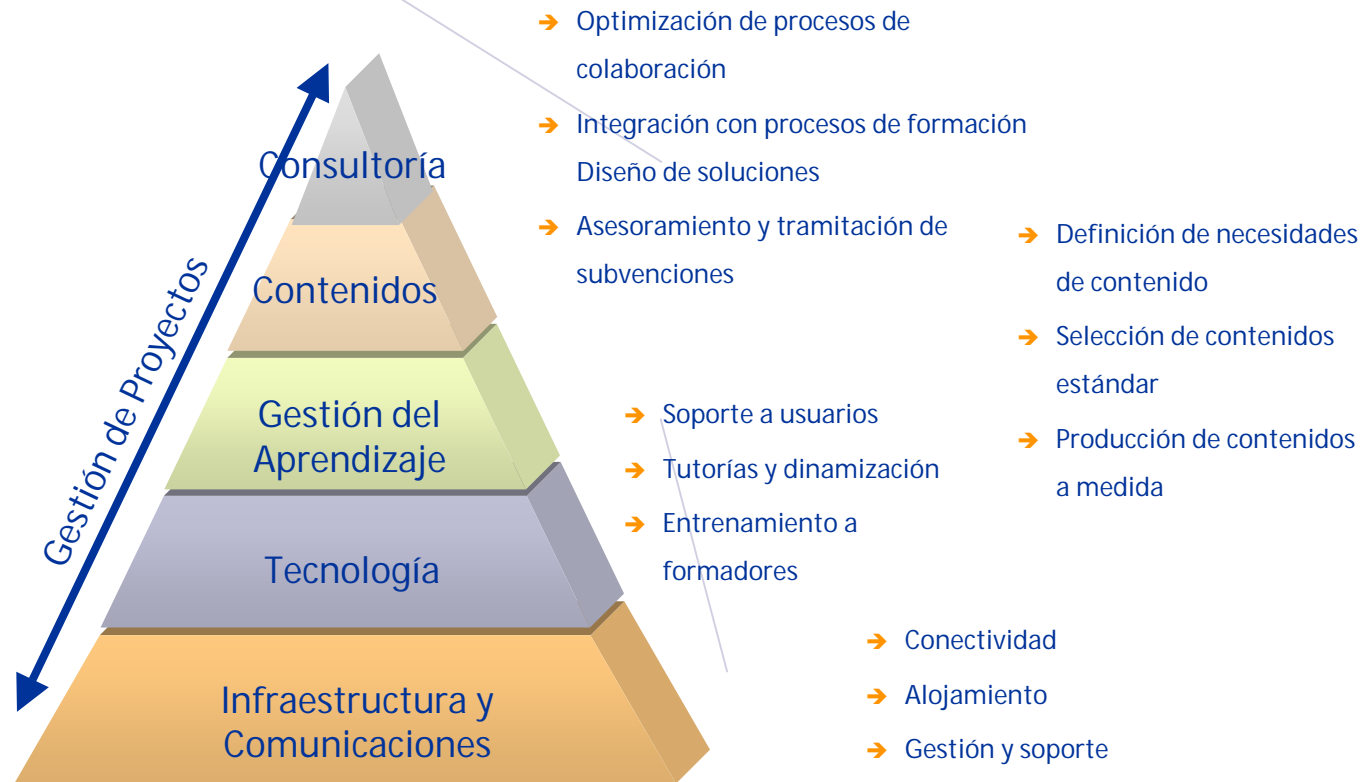 Optimización de procesos de
colaboración
Integración con procesos de formación
Diseño de soluciones
Asesoramiento y tramitación de
subvenciones
Definición de necesidades
de contenido
Selección de contenidos
estándar
Producción de contenidos
a medida
Soporte a usuarios
Tutorías y dinamización
Entrenamiento a
formadores
Conectividad
Alojamiento
Gestión y soporte
Gestión de Proyectos
Consultoría
Contenidos
Gestión del
Aprendizaje
Tecnología
Infraestructura y
Comunicaciones